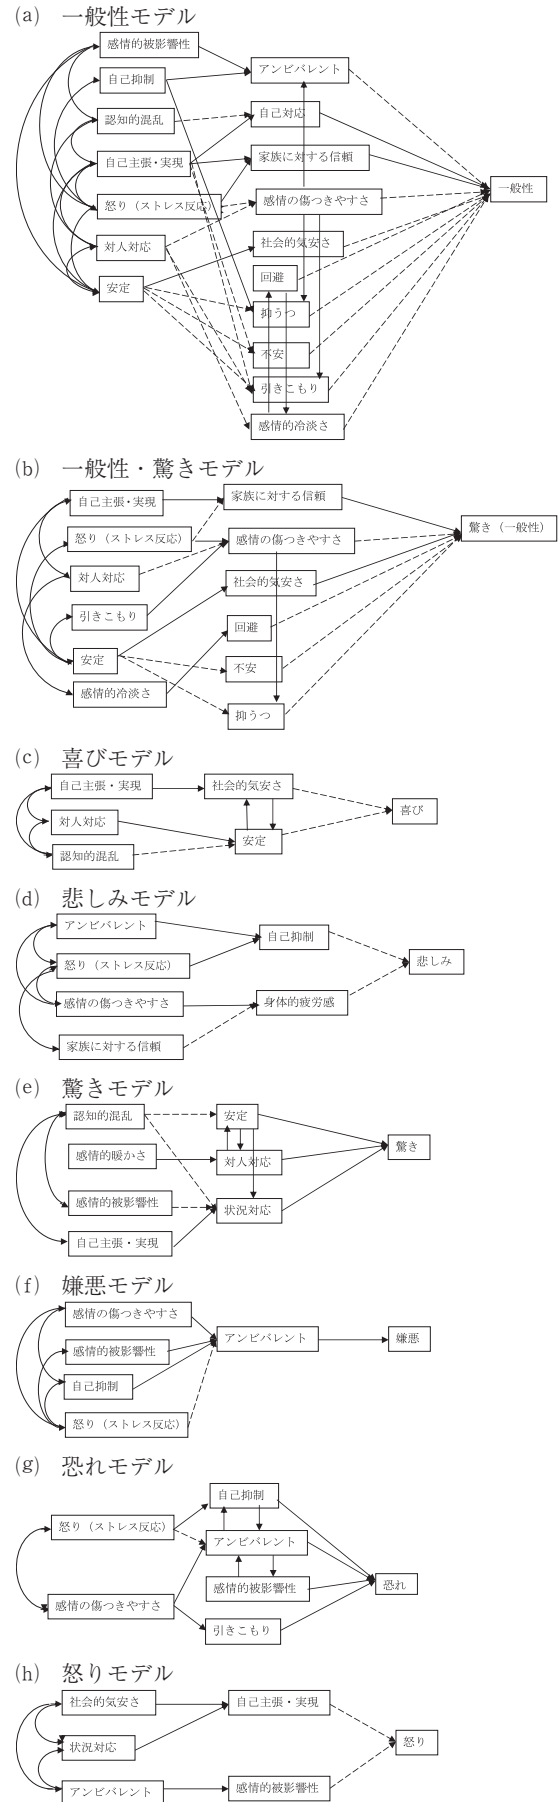 (a) 一般性モデル
感情的被影響性
アンビバレント
自己抑制
自己対応
認知的混乱
家族に対する信頼
自己主張・実現
一般性
感情の傷つきやすさ
怒り（ストレス反応）
社会的気安さ
対人対応
回避
安定
抑うつ
不安
引きこもり
感情的冷淡さ
(b) 一般性・驚きモデル
自己主張・実現
家族に対する信頼
驚き（一般性）
怒り（ストレス反応）
感情の傷つきやすさ
対人対応
社会的気安さ
引きこもり
回避
安定
不安
感情的冷淡さ
抑うつ
(c) 喜びモデル
自己主張・実現
社会的気安さ
喜び
対人対応
安定
認知的混乱
(d) 悲しみモデル
アンビバレント
自己抑制
怒り（ストレス反応）
悲しみ
感情の傷つきやすさ
身体的疲労感
家族に対する信頼
(e) 驚きモデル
認知的混乱
安定
驚き
感情的暖かさ
対人対応
感情的被影響性
状況対応
自己主張・実現
(f) 嫌悪モデル
感情の傷つきやすさ
アンビバレント
嫌悪
感情的被影響性
自己抑制
怒り（ストレス反応）
(g) 恐れモデル
自己抑制
怒り（ストレス反応）
アンビバレント
恐れ
感情的被影響性
感情の傷つきやすさ
引きこもり
(h) 怒りモデル
社会的気安さ
自己主張・実現
怒り
状況対応
アンビバレント
感情的被影響性